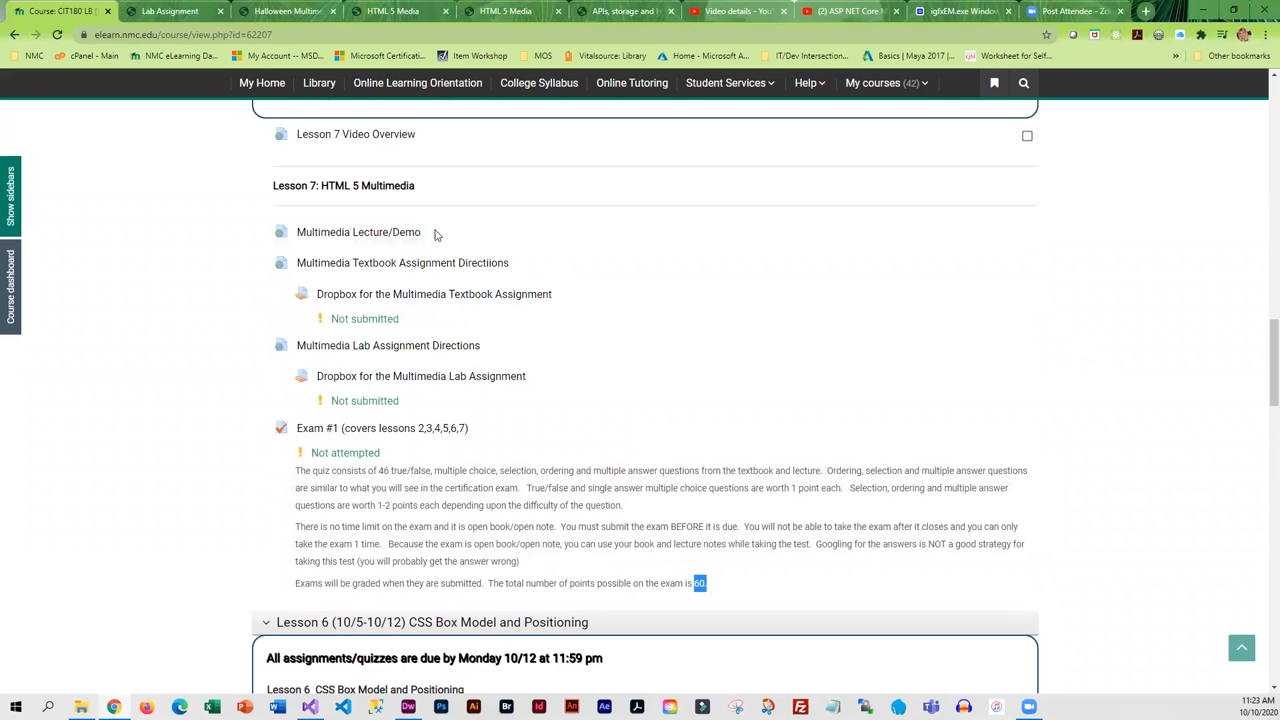 Course: CIT180 LB
Lab Assignment
Halloween Multim
HTML 5 Media
HTML 5 Media
APIs, storage and H
Video details - You
(2) ASP NET Core M
igfxEM.exe Window
Post Attendee - Zo
elearn.nmc.edu/course/view.php?id=62207
NMC
cPanel - Main
NMC eLearning Da...
My Account -- MSD...
Microsoft Certificati...
Item Workshop
MOS
Vitalsource: Library
Home - Microsoft A...
IT/Dev Intersection...
Basics | Maya 2017...
Worksheet for Self...
Other bookmarks
My Home
Library
Online Learning Orientation
College Syllabus
Online Tutoring
Student Services
Help
My courses (42)
Show sidebars
Course dashboard
Lesson 7 Video Overview
Lesson 7: HTML 5 Multimedia
Multimedia Lecture/Demo
Multimedia Textbook Assignment Directiions
Dropbox for the Multimedia Textbook Assignment
Not submitted
Multimedia Lab Assignment Directions
Dropbox for the Multimedia Lab Assignment
Not submitted
Exam #1 (covers lessons 2,3,4,5,6,7)
Not attempted
The quiz consists of 46 true/false, multiple choice, selection, ordering and multiple answer questions from the textbook and lecture. Ordering, selection and multiple answer questions
are similar to what you will see in the certification exam. True/false and single answer multiple choice questions are worth 1 point each. Selection, ordering and multiple answer
questions are worth 1-2 points each depending upon the difficulty of the question.
There is no time limit on the exam and it is open book/open note. You must submit the exam BEFORE it is due. You will not be able to take the exam after it closes and you can only
take the exam 1 time. Because the exam is open book/open note, you can use your book and lecture notes while taking the test. Googling for the answers is NOT a good strategy for
taking this test (you will probably get the answer wrong)
Exams will be graded when they are submitted. The total number of points possible on the exam is 60.
Lesson 6 (10/5-10/12) CSS Box Model and Positioning
All assignments/quizzes are due by Monday 10/12 at 11:59 pm
Lesson 6 CSS Box Model and Positioning
11:23 AM
10/10/2020